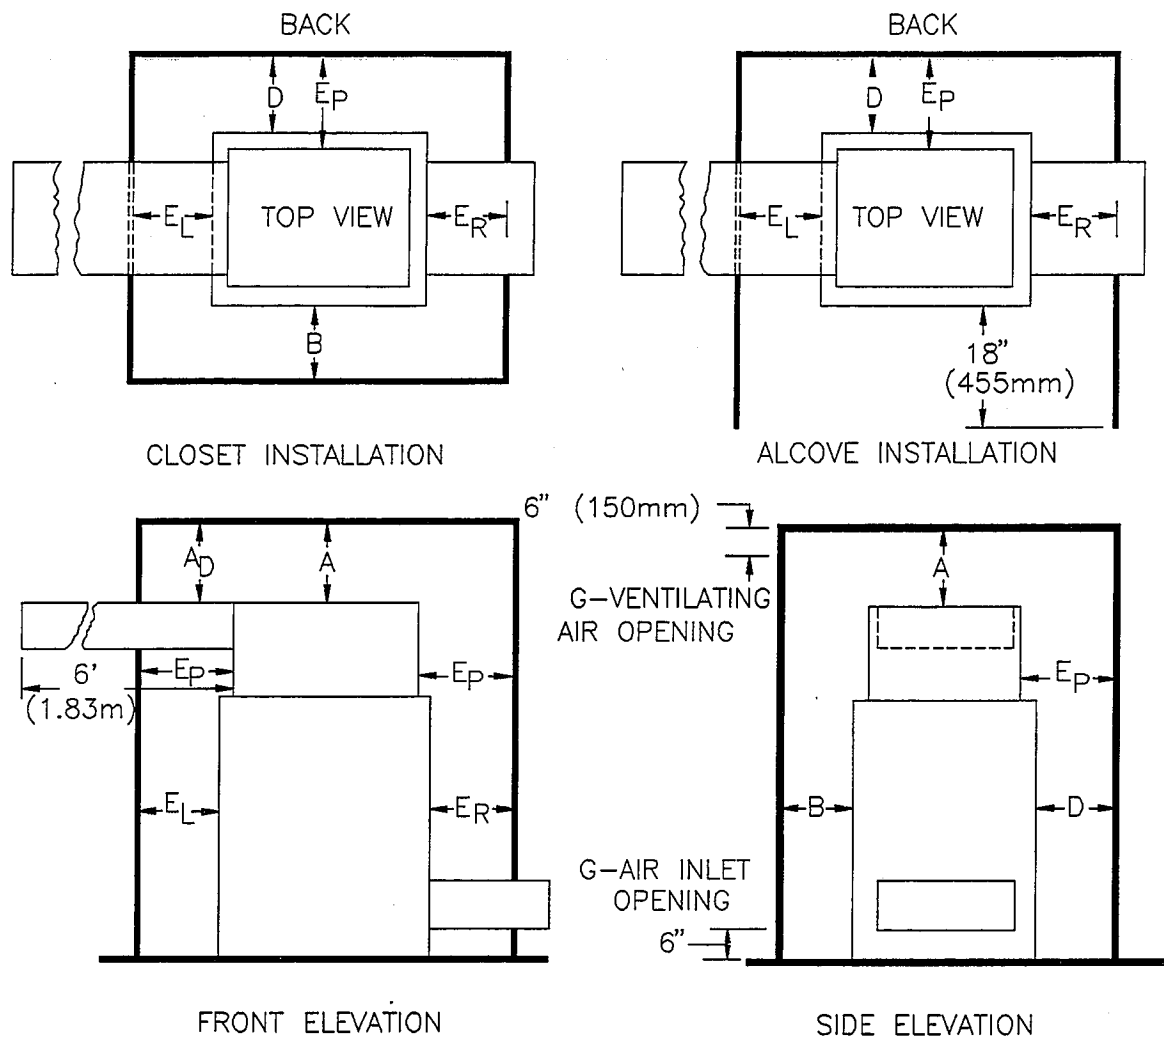 BACK
BACK
D
EP
D
EP
EL
TOP VIEW
ER
EL
TOP VIEW
ER
B
18"
(455mm)
CLOSET INSTALLATION
ALCOVE INSTALLATION
6" (150mm)
AD
A
A
G-VENTILATING
AIR OPENING
EP
EP
EP
6'
(1.83m)
EL
ER
B
D
G-AIR INLET
OPENING
6"
FRONT ELEVATION
SIDE ELEVATION